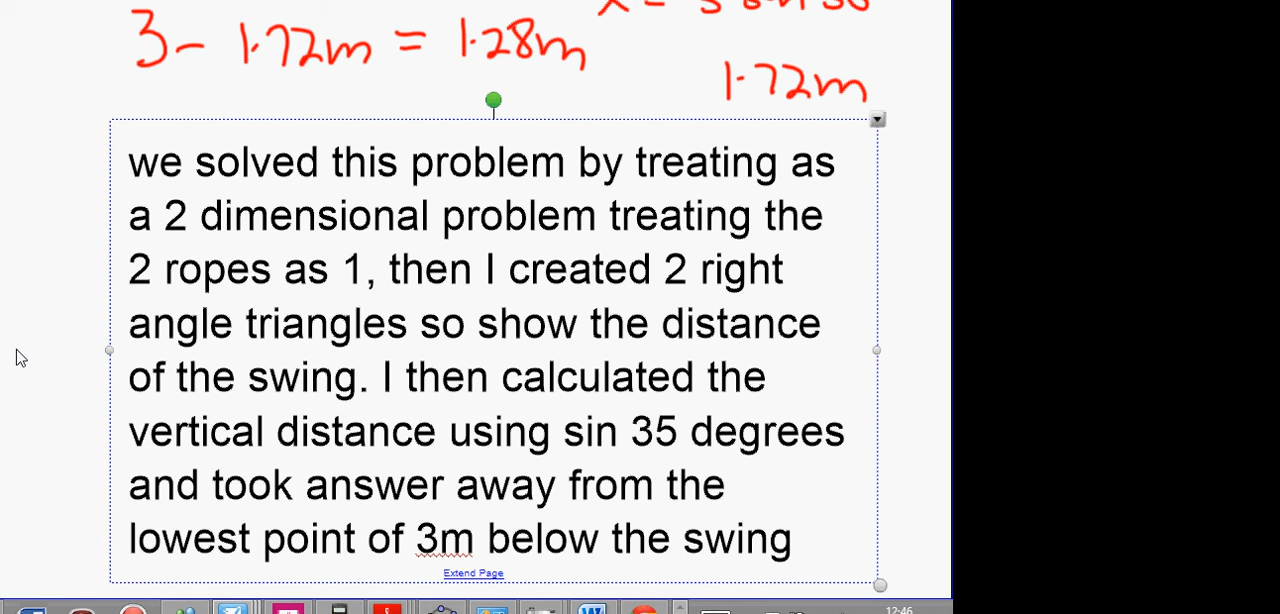 3 - 1.72m = 1.28m
1.72m
we solved this problem by treating as
a 2 dimensional problem treating the
2 ropes as 1, then I created 2 right
angle triangles so show the distance
of the swing. I then calculated the
vertical distance using sin 35 degrees
and took answer away from the
lowest point of 3m below the swing
Extend Page
12:46